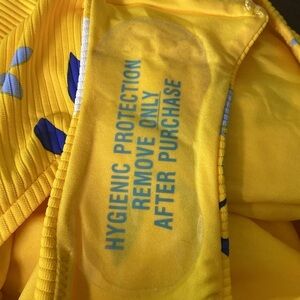 HYGIENIC PROTECTION
REMOVE ONLY
AFTER PURCHASE